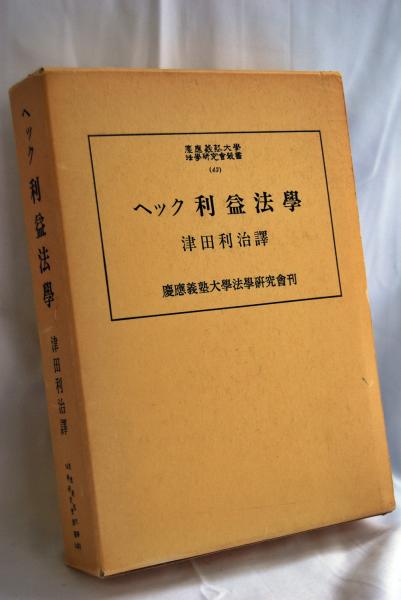 慶應義塾大學
法學研究會叢書
(43)
ヘック 利益法學
津田利治譯
慶應義塾大學法學研究會刊
ヘック 利益法學
津田利治譯